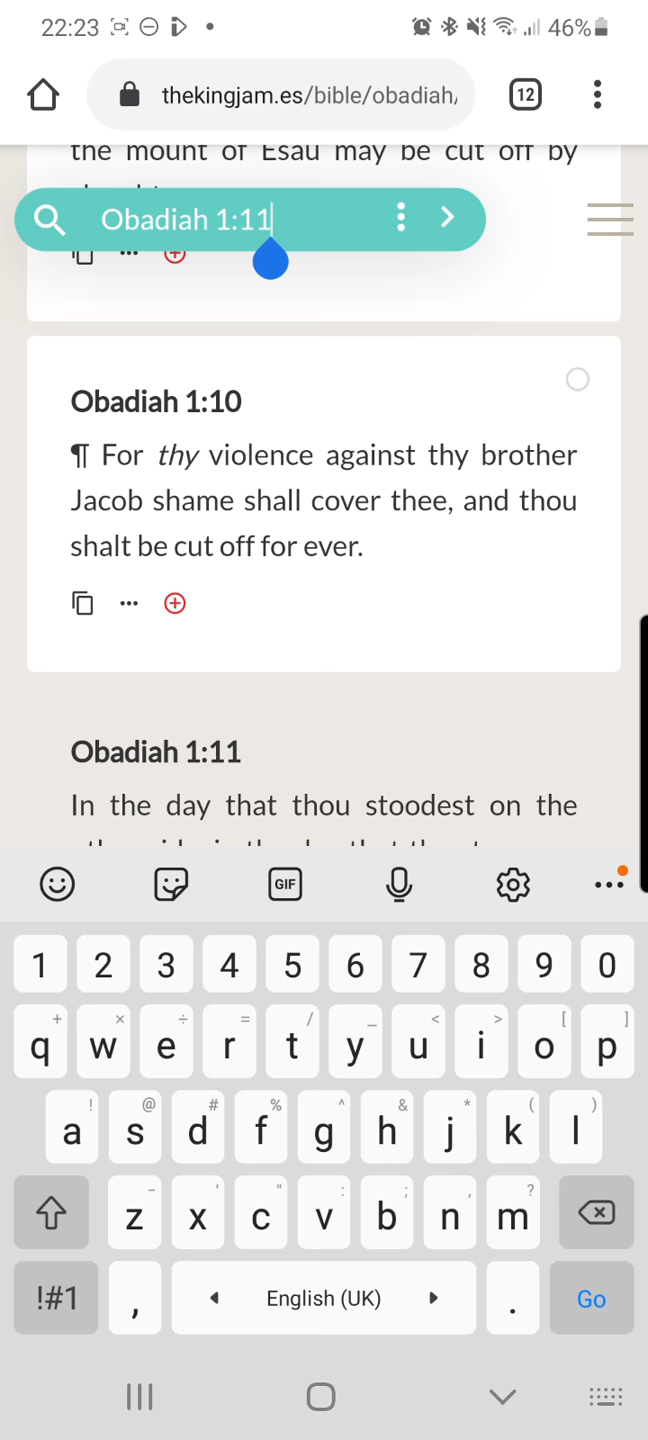 22:23
46%
thekingjam.es/bible/obadiah,
12
the mount of Esau may be cut off by
Obadiah 1:11
Obadiah 1:10
¶ For thy violence against thy brother
Jacob shame shall cover thee, and thou
shalt be cut off for ever.
Obadiah 1:11
In the day that thou stoodest on the
GIF
1 2 3 4 5 6 7 8 9 0
+ × ÷ = / _ < > [ ]
q w e r t y u i o p
! @ # % ^ & * ( )
a s d f g h j k l
- ' " : ; , ?
z x c v b n m
!#1 , English (UK) . Go